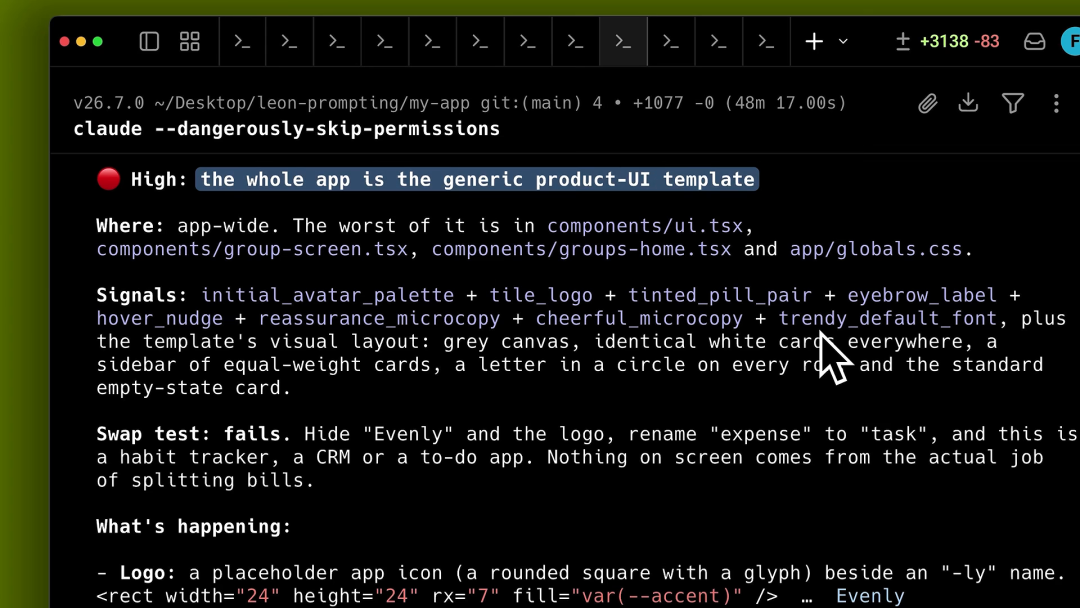 +3138 -83
F
v26.7.0 ~/Desktop/leon-prompting/my-app git:(main) 4 • +1077 -0 (48m 17.00s)
claude --dangerously-skip-permissions
High: the whole app is the generic product-UI template
Where: app-wide. The worst of it is in components/ui.tsx,
components/group-screen.tsx, components/groups-home.tsx and app/globals.css.
Signals: initial_avatar_palette + tile_logo + tinted_pill_pair + eyebrow_label +
hover_nudge + reassurance_microcopy + cheerful_microcopy + trendy_default_font, plus
the template's visual layout: grey canvas, identical white cards everywhere, a
sidebar of equal-weight cards, a letter in a circle on every and the standard
empty-state card.
Swap test: fails. Hide "Evenly" and the logo, rename "expense" to "task", and this is
a habit tracker, a CRM or a to-do app. Nothing on screen comes from the actual job
of splitting bills.
What's happening:
- Logo: a placeholder app icon (a rounded square with a glyph) beside an "-ly" name.
<rect width="24" height="24" rx="7" fill="var(--accent)" /> … Evenly